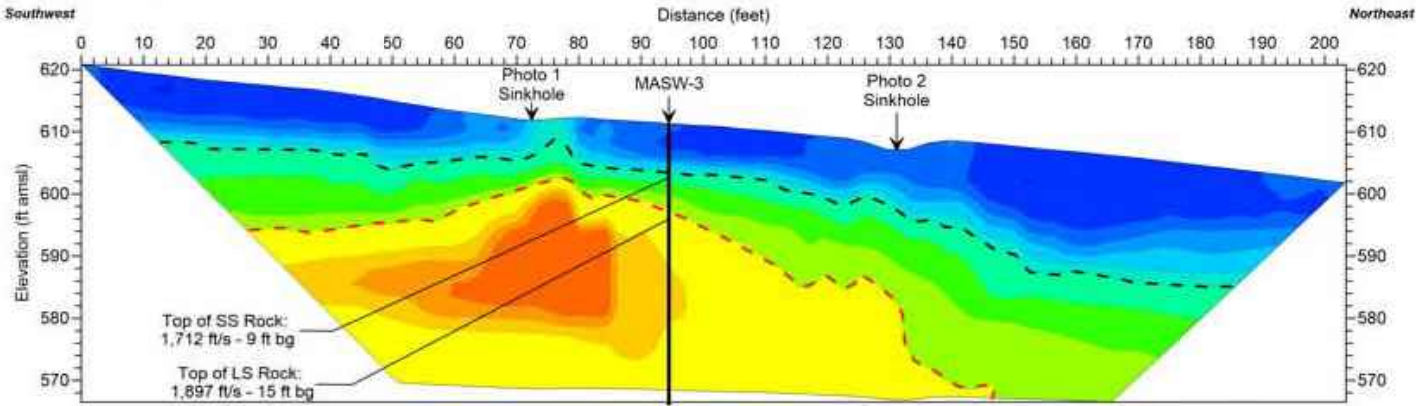 Southwest
Distance (feet)
Northeast
0 10 20 30 40 50 60 70 80 90 100 110 120 130 140 150 160 170 180 190 200
620 620
Photo 1
Sinkhole
MASW-3
Photo 2
Sinkhole
610 610
600 600
Elevation (ft amsl)
590 590
580 580
Top of SS Rock:
1,712 ft/s - 9 ft bg
570 570
Top of LS Rock:
1,897 ft/s - 15 ft bg